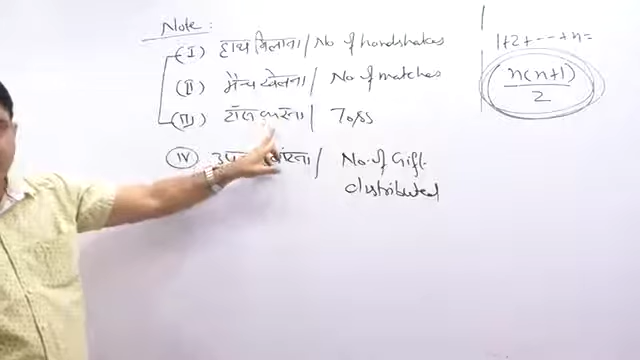 Note:
(I) हाथ मिलाना / No of handshakes
(II) मैच खेलना / No of matches
(III) टॉस करना / Toss
(IV) No. of Gift
distributed
1+2+---+n=
n(n+1)
2